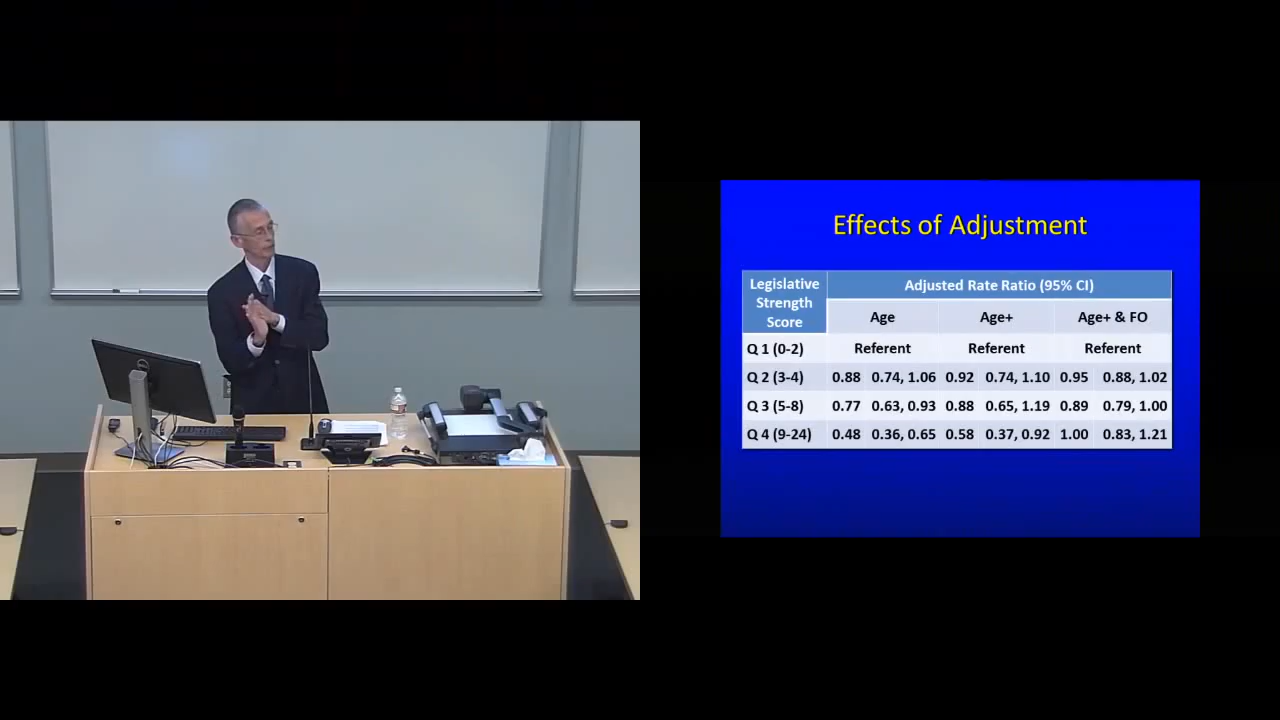 Effects of Adjustment
Legislative Strength Score Adjusted Rate Ratio (95% CI)
Age Age+ Age+ & FO
Q 1 (0-2) Referent Referent Referent
Q 2 (3-4) 0.88 0.74, 1.06 0.92 0.74, 1.10 0.95 0.88, 1.02
Q 3 (5-8) 0.77 0.63, 0.93 0.88 0.65, 1.19 0.89 0.79, 1.00
Q 4 (9-24) 0.48 0.36, 0.65 0.58 0.37, 0.92 1.00 0.83, 1.21